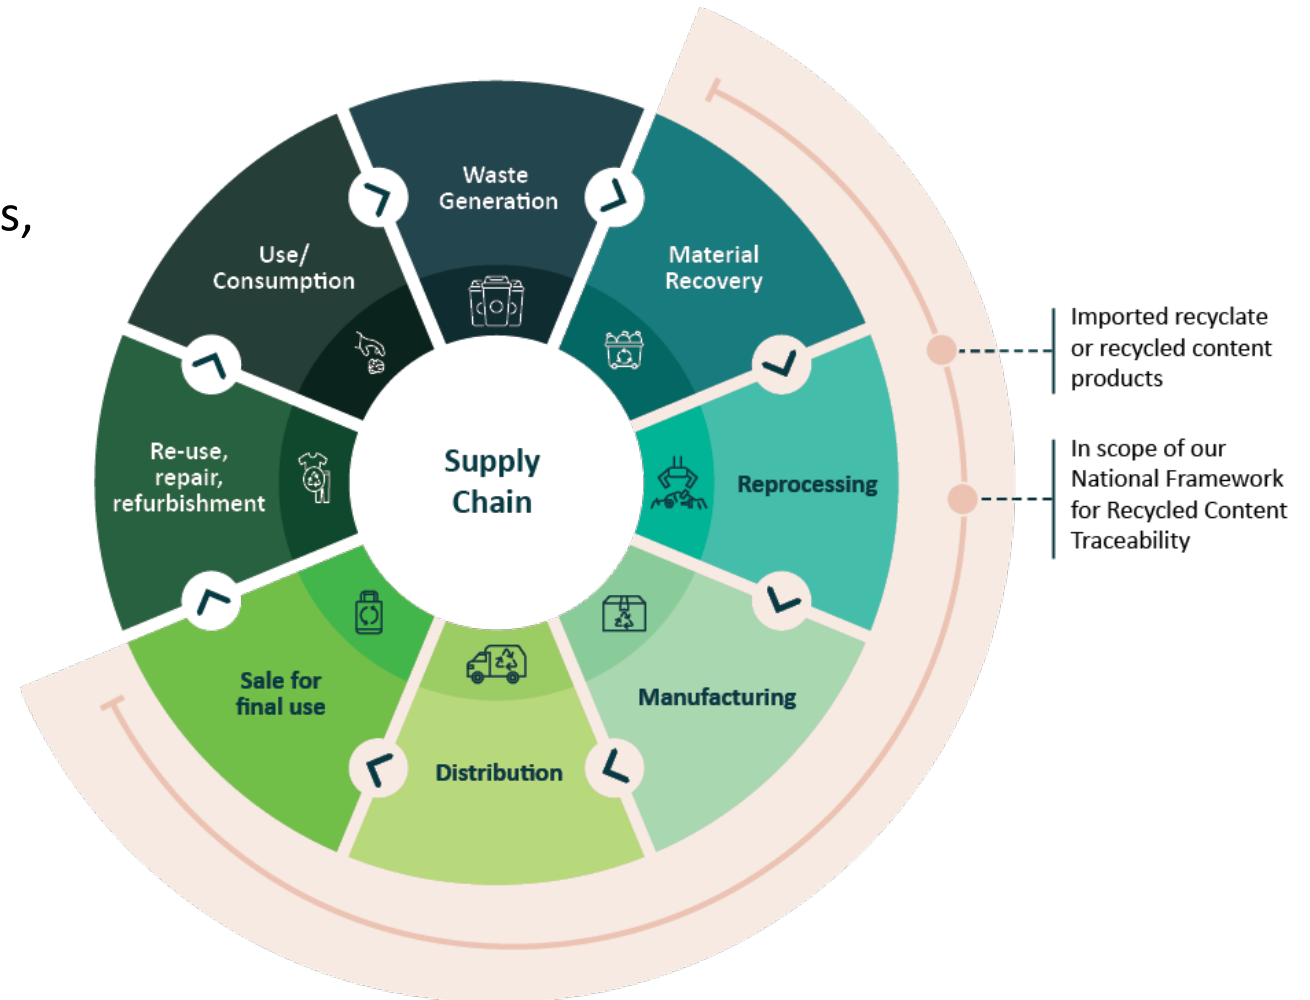 s,
Waste
Generation
Material
Recovery
Use/
Consumption
Imported recyclate
or recycled content
products
Re-use,
repair,
refurbishment
Supply
Chain
Reprocessing
In scope of our
National Framework
for Recycled Content
Traceability
Sale for
final use
Manufacturing
Distribution